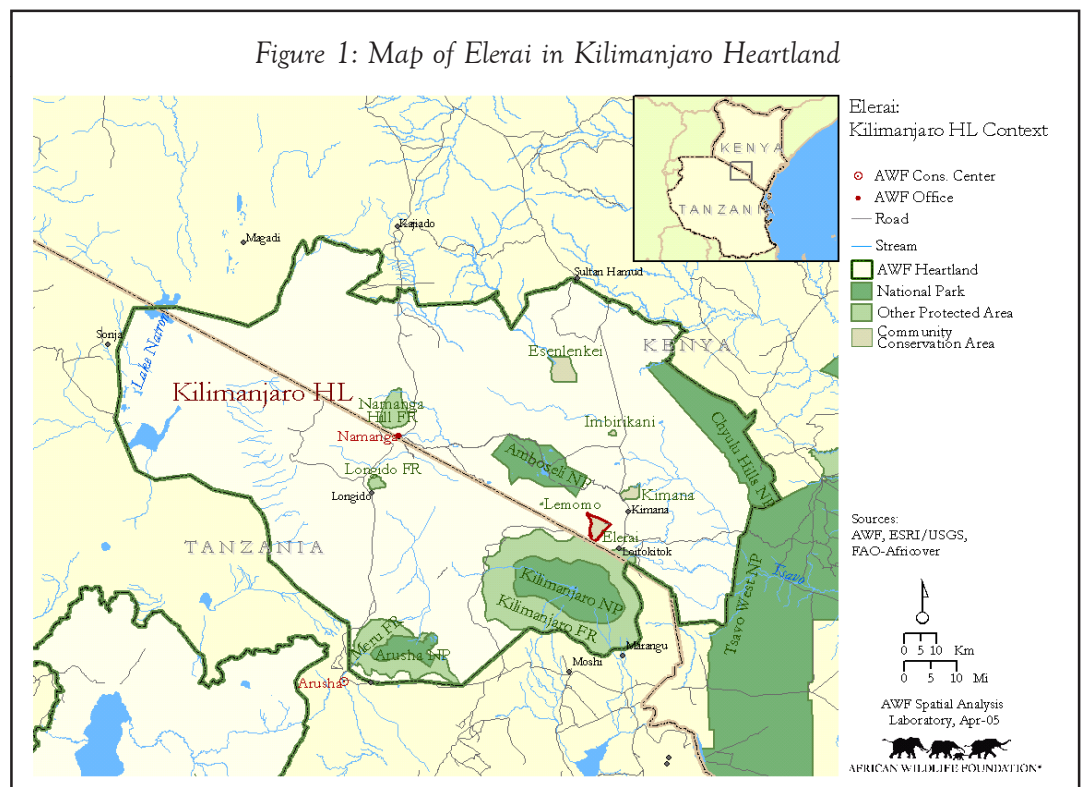 Figure 1: Map of Elerai in Kilimanjaro Heartland
Elerai:
Kilimanjaro HL Context
AWF Cons. Center
AWF Office
Road
Stream
AWF Heartland
National Park
Other Protected Area
Community
Conservation Area
KENYA
TANZANIA
Kajiado
Magadi
Sultan Hamud
Sonjo
Lake Natron
KENYA
Esenlenkei
Kilimanjaro HL
Namanga
Hill FR
Namanga
Imbirikani
Chyulu Hills NP
Amboseli NP
Longido FR
Longido
Lemomo
Kimana
Kimana
Elerai
Loitokitok
TANZANIA
Kilimanjaro NP
Kilimanjaro FR
Tsavo
Tsavo West NP
Meru FR
Arusha NP
Arusha
Moshi
Marangu
Sources:
AWF, ESRI/USGS,
FAO-Africover
0 5 10 Km
0 5 10 Mi
AWF Spatial Analysis
Laboratory, Apr-05
AFRICAN WILDLIFE FOUNDATION®